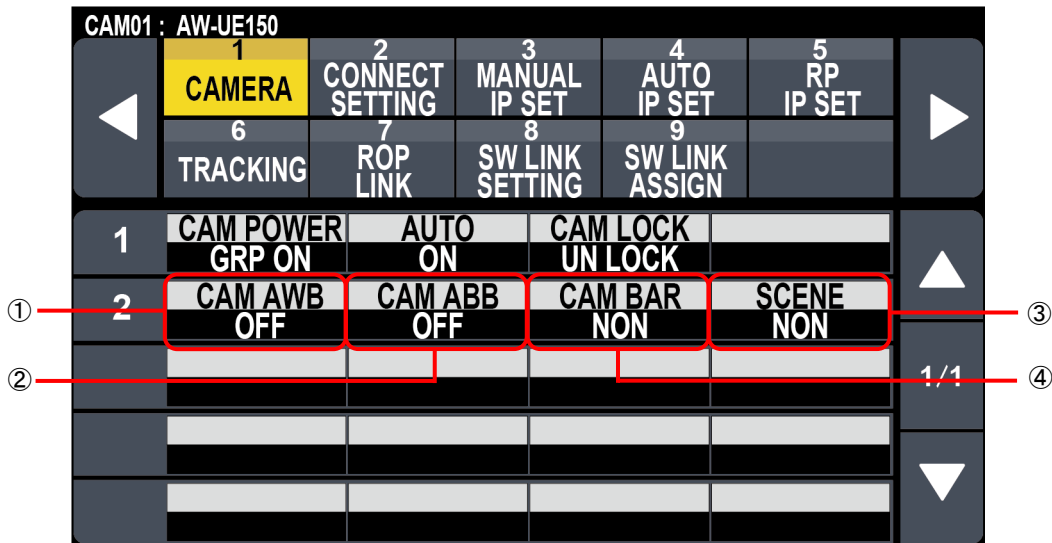 CAM01 : AW-UE150
1 2 3 4 5
CAMERA CONNECT SETTING MANUAL IP SET AUTO IP SET RP IP SET
6 7 8 9
TRACKING ROP LINK SW LINK SETTING SW LINK ASSIGN
1 CAM POWER AUTO CAM LOCK
GRP ON ON UN LOCK
① 2 CAM AWB CAM ABB CAM BAR SCENE ③
OFF OFF NON NON
② 1/1 ④